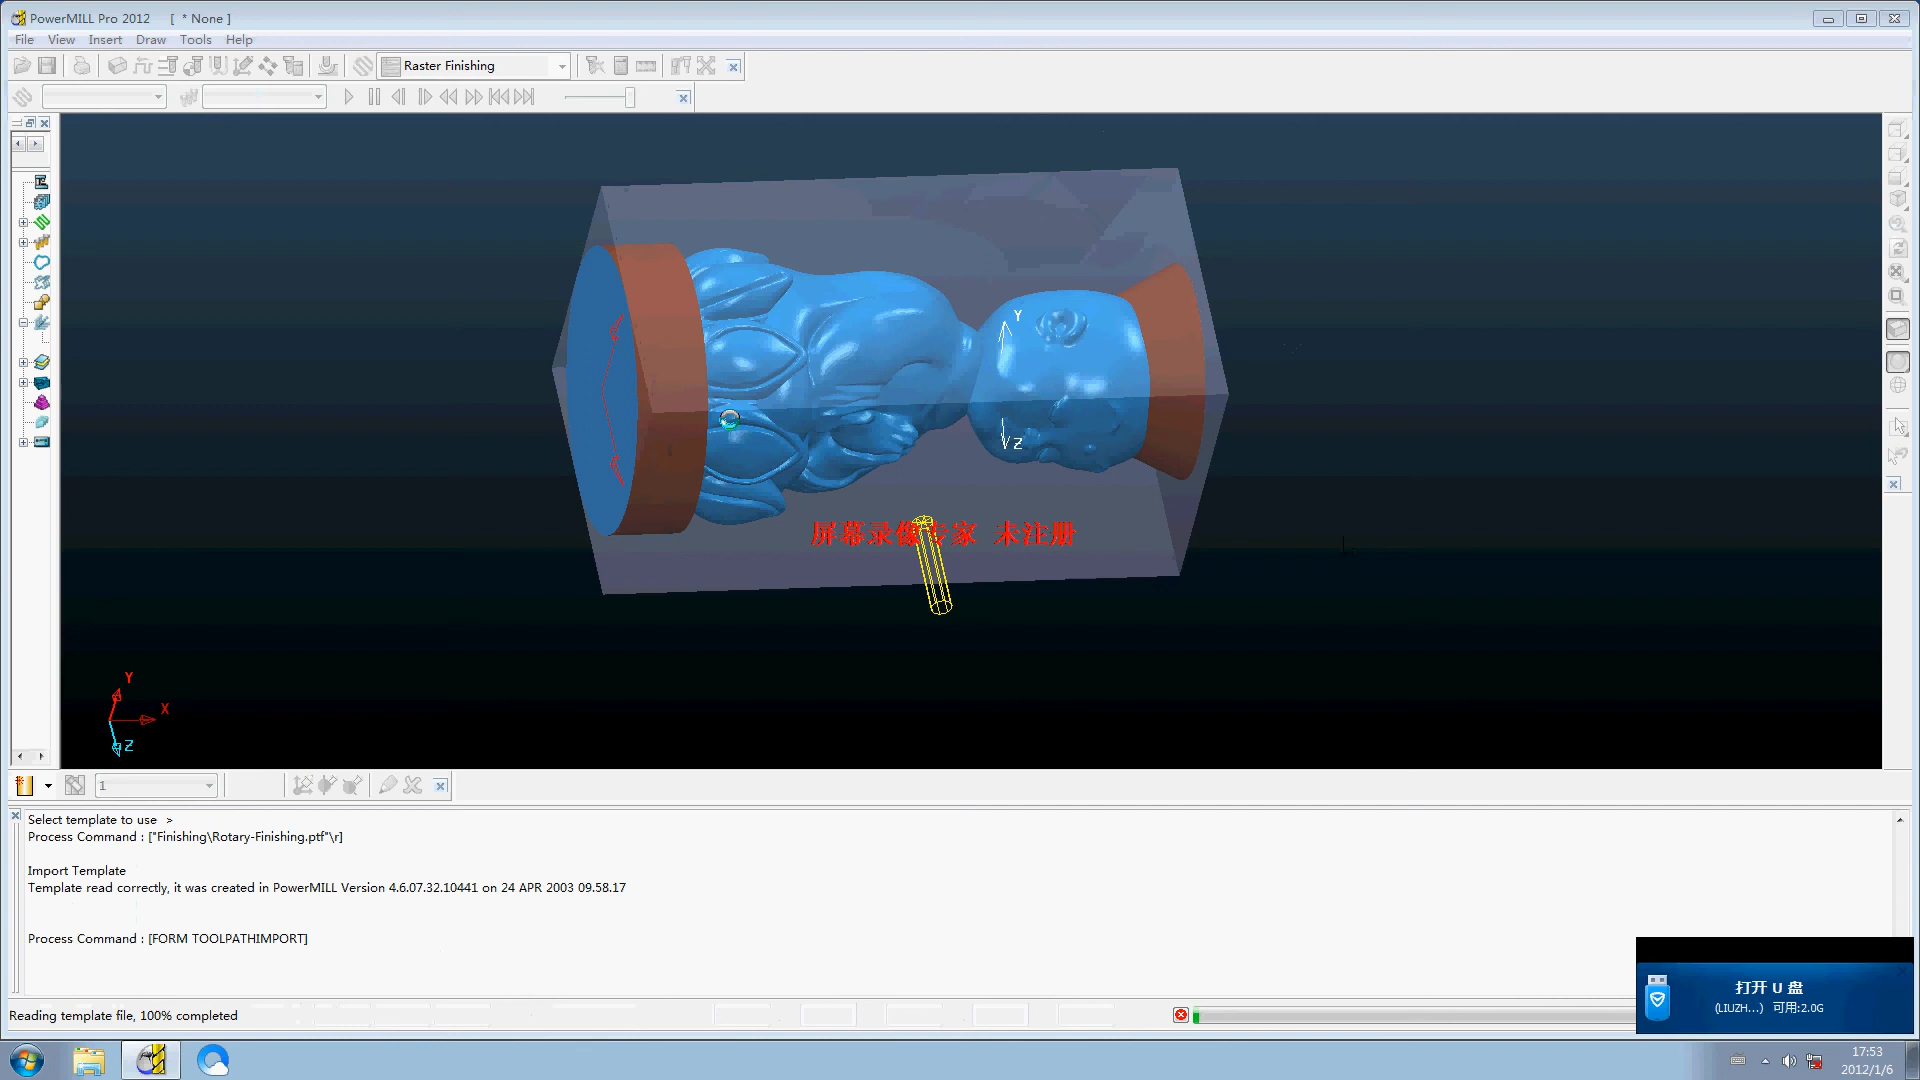 PowerMILL Pro 2012 [ * None ]
File View Insert Draw Tools Help
Raster Finishing
Y
Z
屏幕录像专家 未注册
Y
X
Z
1
Select template to use >
Process Command : ["Finishing\Rotary-Finishing.ptf"\r]
Import Template
Template read correctly, it was created in PowerMILL Version 4.6.07.32.10441 on 24 APR 2003 09.58.17
Process Command : [FORM TOOLPATHIMPORT]
打开 U 盘
(LIUZH...) 可用:2.0G
Reading template file, 100% completed
17:53
2012/1/6